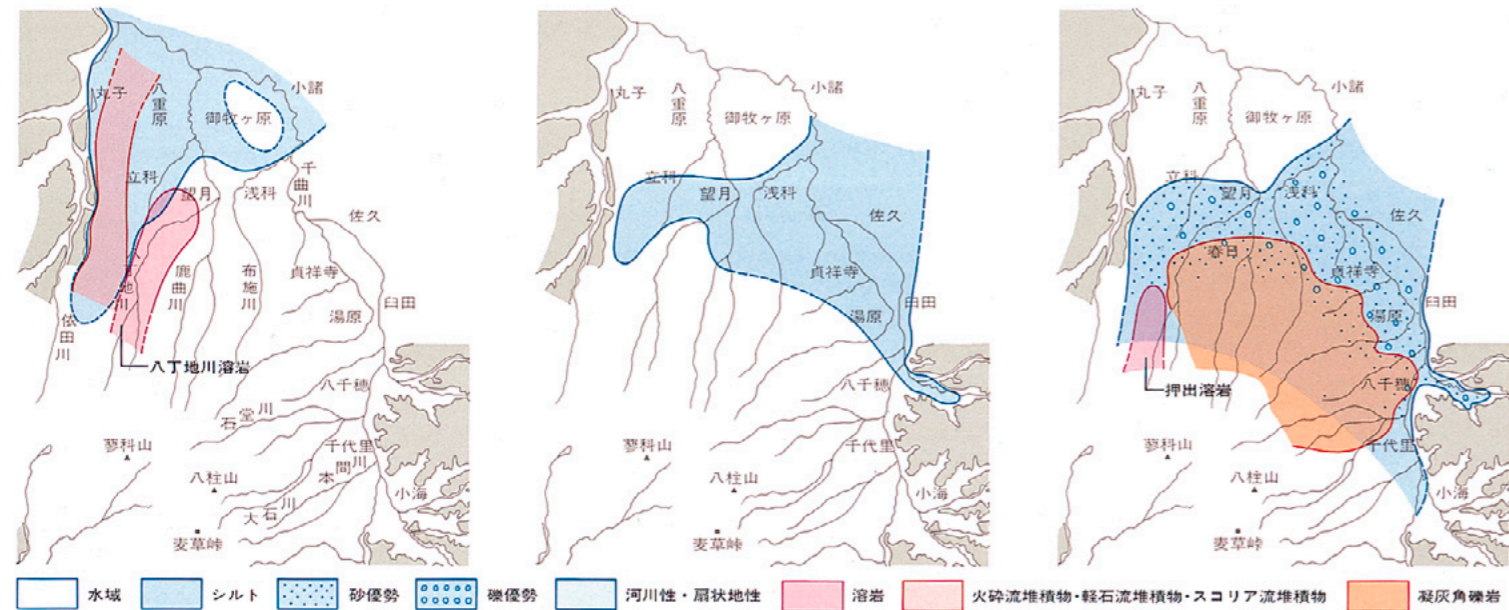 丸子
八重原
小諸
御牧ヶ原
立科
望月
浅科
千曲川
佐久
鹿曲川
布施川
貞祥寺
臼田
湯原
依田川
八丁地川溶岩
八千穂
石堂川
蓼科山
千代里
八柱山
本間川
大石川
小海
麦草峠
丸子
八重原
小諸
御牧ヶ原
立科
望月
浅科
佐久
貞祥寺
臼田
湯原
八千穂
蓼科山
千代里
八柱山
小海
麦草峠
丸子
八重原
小諸
御牧ヶ原
立科
望月
浅科
佐久
春日
貞祥寺
臼田
湯原
押出溶岩
八千穂
蓼科山
千代里
八柱山
小海
麦草峠
水域
シルト
砂優勢
礫優勢
河川性・扇状地性
溶岩
火砕流堆積物・軽石流堆積物・スコリア流堆積物
凝灰角礫岩